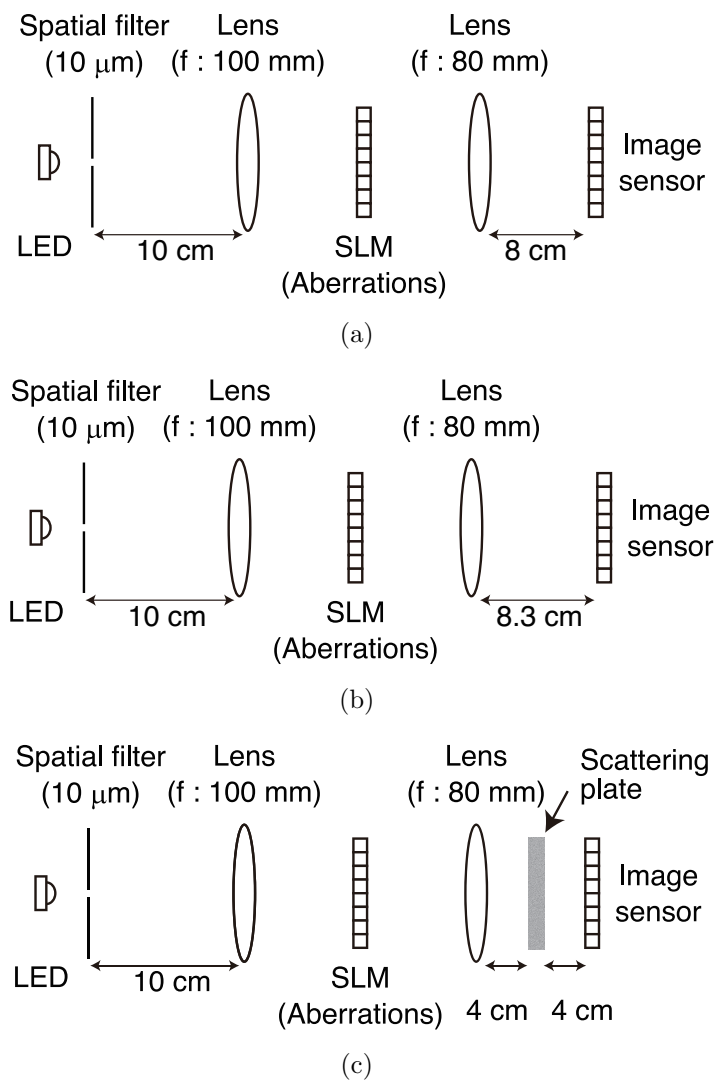 Spatial filter
(10 μm)
Lens
(f : 100 mm)
Lens
(f : 80 mm)
Image
sensor
LED
10 cm
SLM
(Aberrations)
8 cm
(a)
Spatial filter
(10 μm)
Lens
(f : 100 mm)
Lens
(f : 80 mm)
Image
sensor
LED
10 cm
SLM
(Aberrations)
8.3 cm
(b)
Spatial filter
(10 μm)
Lens
(f : 100 mm)
Lens
(f : 80 mm)
Scattering
plate
Image
sensor
LED
10 cm
SLM
(Aberrations)
4 cm
4 cm
(c)